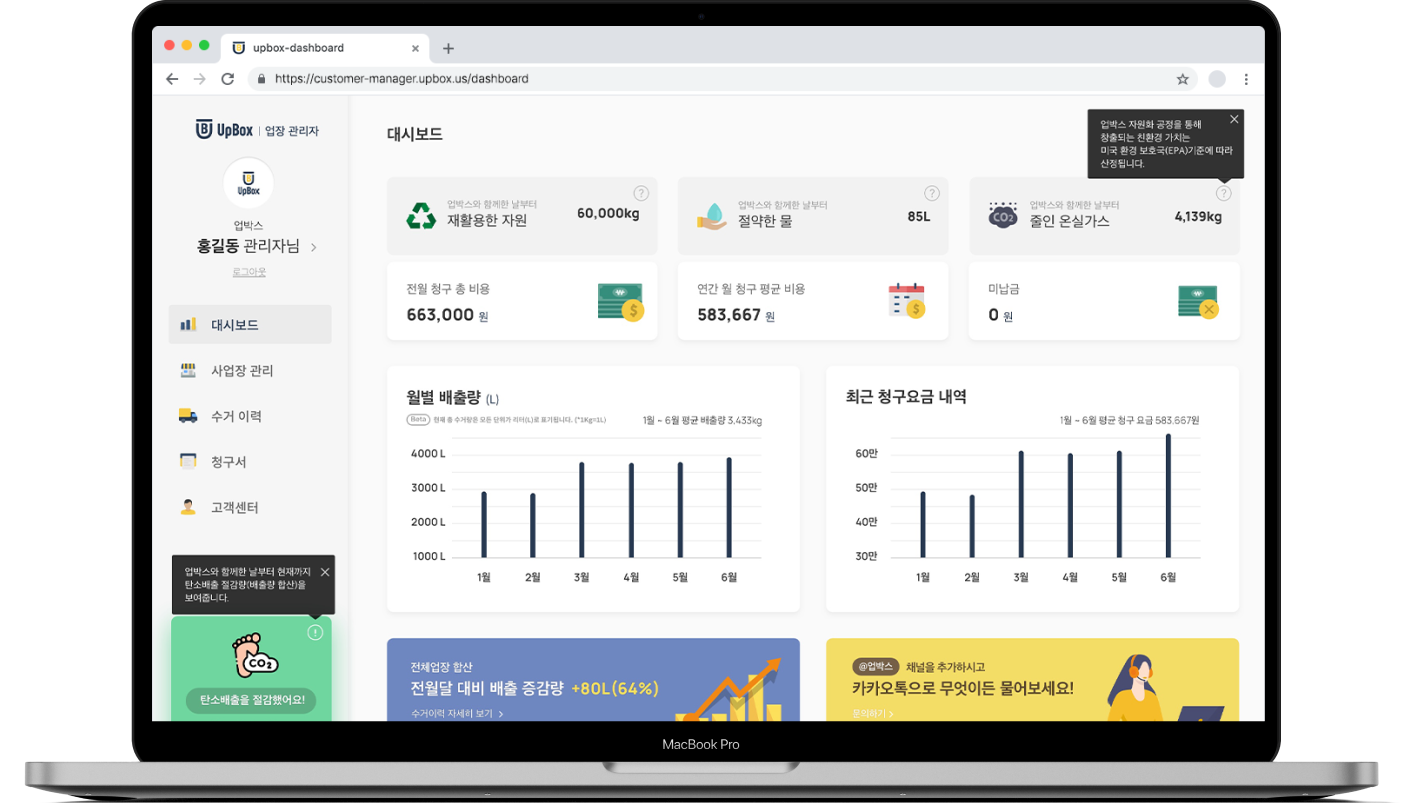 upbox-dashboard
https://customer-manager.upbox.us/dashboard
UpBox | 업장 관리자
UpBox
업박스
홍길동 관리자님
로그아웃
대시보드
사업장 관리
수거 이력
청구서
고객센터
업박스와 함께한 날부터 현재까지
탄소배출 절감량(배출량 합산)을
보여줍니다.
CO2
탄소배출을 절감했어요!
대시보드
업박스 자원화 공정을 통해
창출되는 친환경 가치는
미국 환경 보호국(EPA)기준에 따라
산정됩니다.
업박스와 함께한 날부터
재활용한 자원
60,000kg
업박스와 함께한 날부터
절약한 물
85L
CO2
업박스와 함께한 날부터
줄인 온실가스
4,139kg
전월 청구 총 비용
663,000 원
연간 월 청구 평균 비용
583,667 원
미납금
0 원
월별 배출량 (L)
Beta 현재 총 수거량은 모든 단위가 리터(L)로 표기됩니다. (*1Kg=1L)
1월 ~ 6월 평균 배출량 3.433kg
4000 L
3000 L
2000 L
1000 L
1월 2월 3월 4월 5월 6월
최근 청구요금 내역
1월 ~ 6월 평균 청구 요금 583.667원
60만
50만
40만
30만
1월 2월 3월 4월 5월 6월
전체업장 합산
전월달 대비 배출 증감량 +80L(64%)
수거이력 자세히 보기 >
@업박스 채널을 추가하시고
카카오톡으로 무엇이든 물어보세요!
문의하기 >
MacBook Pro